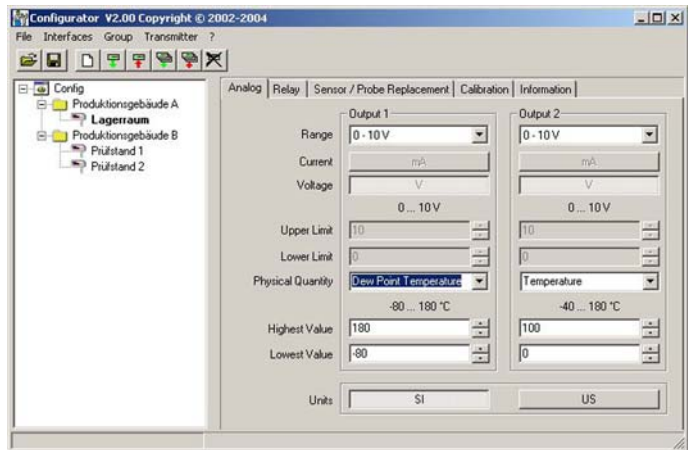 Configurator V2.00 Copyright © 2002-2004
File Interfaces Group Transmitter ?
Config
Produktionsgebäude A
Lagerraum
Produktionsgebäude B
Prüfstand 1
Prüfstand 2
Analog Relay Sensor / Probe Replacement Calibration Information
Output 1 Output 2
Range 0 - 10 V 0 - 10 V
Current mA mA
Voltage V V
0 ... 10 V 0 ... 10 V
Upper Limit 10 10
Lower Limit 0 0
Physical Quantity Dew Point Temperature Temperature
-80 ... 180 °C -40 ... 180 °C
Highest Value 180 100
Lowest Value -80 0
Units SI US